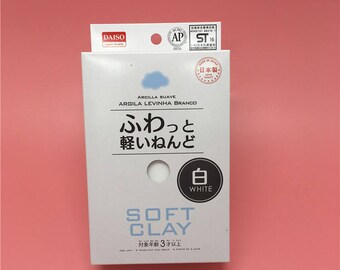 DAISO
AP
ST 16
日本製
ARCILLA SUAVE
ARGILA LEVINHA BRANCO
ふわっと
軽いねんど
白
WHITE
SOFT
CLAY
対象年齢3才以上